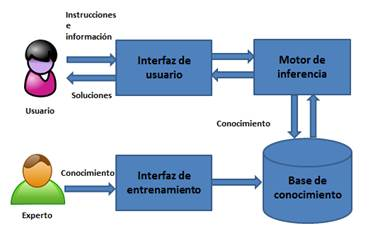 Instrucciones
e
información
Interfaz de
usuario
Motor de
inferencia
Soluciones
Usuario
Conocimiento
Conocimiento
Interfaz de
entrenamiento
Base de
conocimiento
Experto